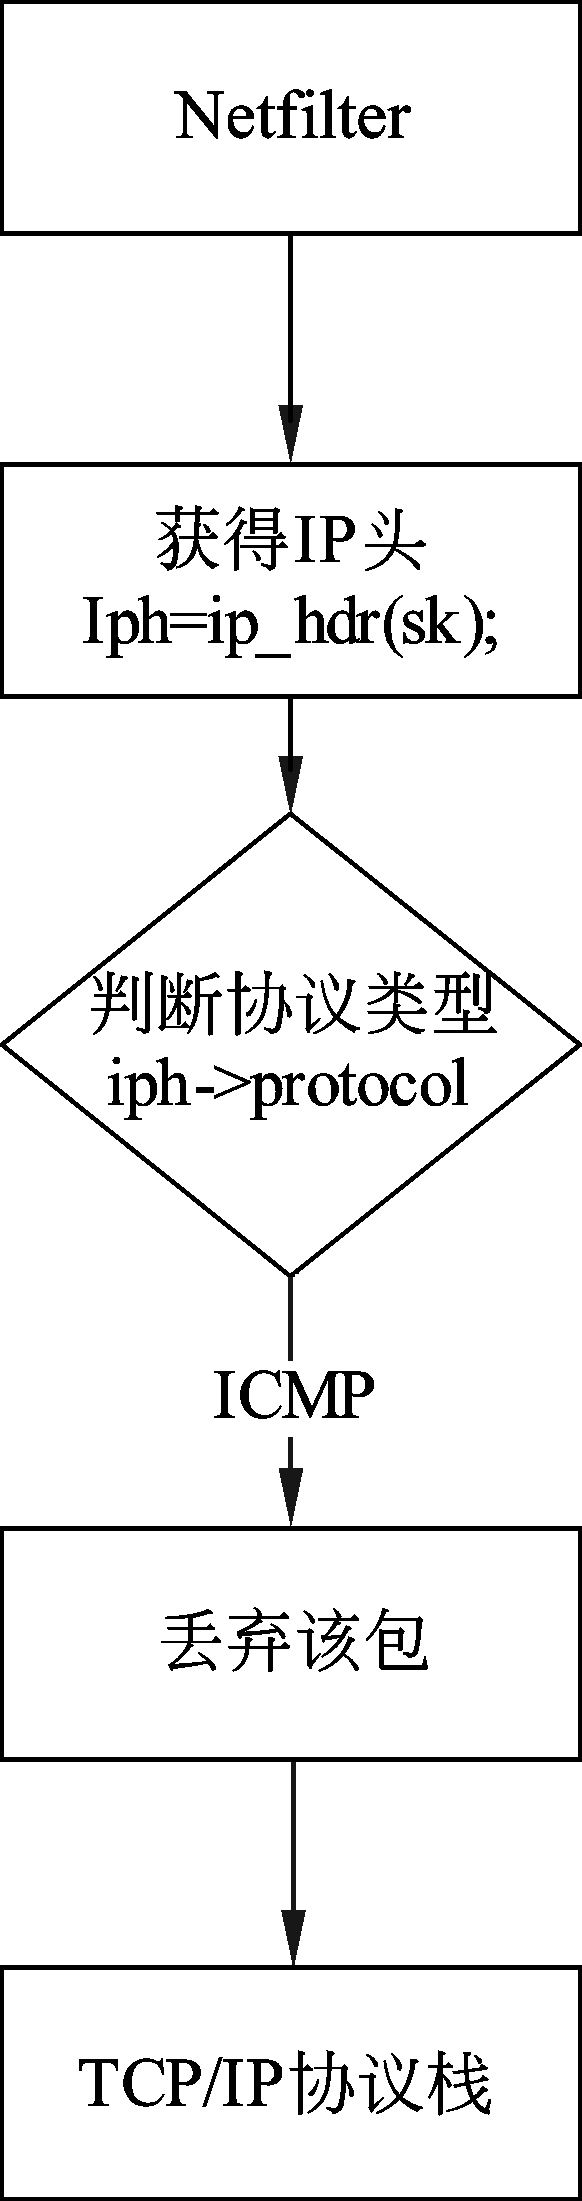 Netfilter
获得IP头
Iph=ip_hdr(sk);
判断协议类型
iph->protocol
ICMP
丢弃该包
TCP/IP协议栈